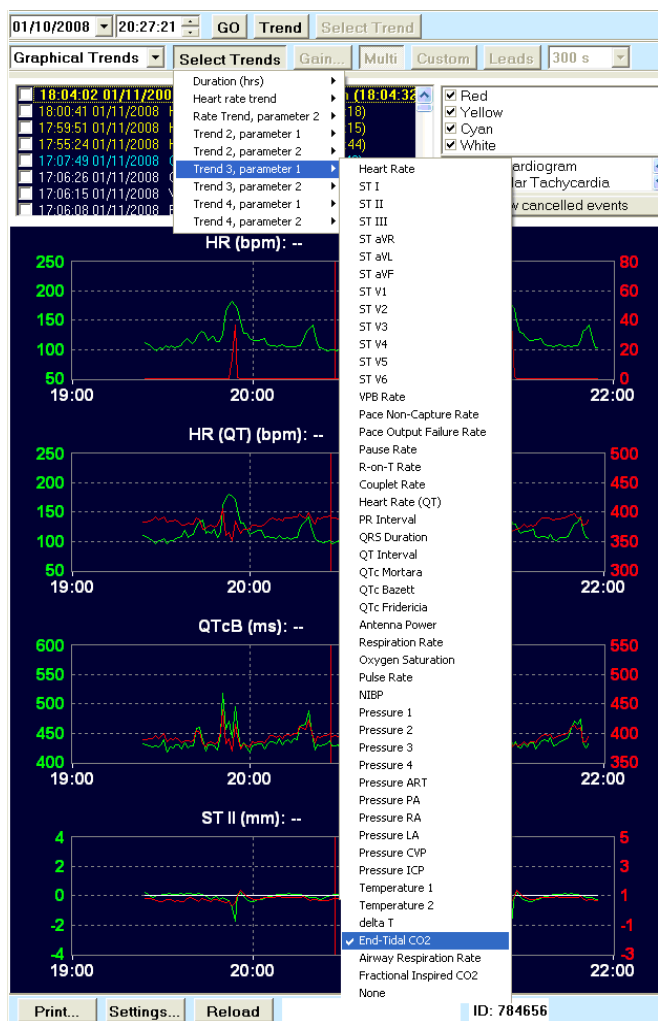 01/10/2008 20:27:21 GO Trend Select Trend
Graphical Trends Select Trends Gain... Multi Custom Leads 300 s
18:04:02 01/11/200 (18:04:32
18:00:41 01/11/2008 :18)
17:59:51 01/11/2008 :15)
17:55:24 01/11/2008 :44)
17:07:49 01/11/2008
17:06:26 01/11/2008
17:06:15 01/11/2008
17:06:08 01/11/2008
Red
Yellow
Cyan
White
ardiogram
lar Tachycardia
cancelled events
Duration (hrs)
Heart rate trend
Rate Trend, parameter 2
Trend 2, parameter 1
Trend 2, parameter 2
Trend 3, parameter 1
Trend 3, parameter 2
Trend 4, parameter 1
Trend 4, parameter 2
Heart Rate
ST I
ST II
ST III
ST aVR
ST aVL
ST aVF
ST V1
ST V2
ST V3
ST V4
ST V5
ST V6
VPB Rate
Pace Non-Capture Rate
Pace Output Failure Rate
Pause Rate
R-on-T Rate
Couplet Rate
Heart Rate (QT)
PR Interval
QRS Duration
QT Interval
QTc Mortara
QTc Bazett
QTc Fridericia
Antenna Power
Respiration Rate
Oxygen Saturation
Pulse Rate
NIBP
Pressure 1
Pressure 2
Pressure 3
Pressure 4
Pressure ART
Pressure PA
Pressure RA
Pressure LA
Pressure CVP
Pressure ICP
Temperature 1
Temperature 2
delta T
End-Tidal CO2
Airway Respiration Rate
Fractional Inspired CO2
None
HR (bpm): --
250 80
200 60
150 40
100 20
50 0
19:00 20:00 22:00
HR (QT) (bpm): --
250 500
200 450
150 400
100 350
50 300
19:00 20:00 22:00
QTcB (ms): --
600 550
550 500
500 450
450 400
400 350
19:00 20:00 22:00
ST II (mm): --
4 5
2 3
0 1
-2 -1
-4 -3
19:00 20:00 22:00
Print... Settings... Reload ID: 784656